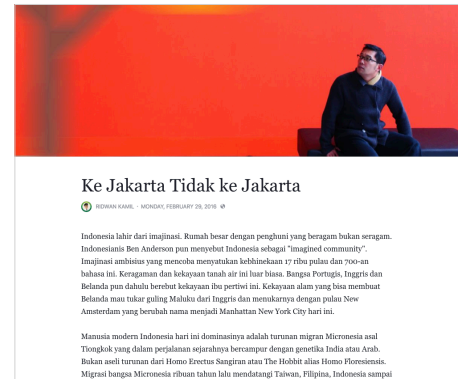 Ke Jakarta Tidak ke Jakarta
RIDWAN KAMIL · MONDAY, FEBRUARY 29, 2016
Indonesia lahir dari imajinasi. Rumah besar dengan penghuni yang beragam bukan seragam.
Indonesianis Ben Anderson pun menyebut Indonesia sebagai "imagined community".
Imajinasi ambisius yang mencoba menyatukan kebhinekaan 17 ribu pulau dan 700-an
bahasa ini. Keragaman dan kekayaan tanah air ini luar biasa. Bangsa Portugis, Inggris dan
Belanda pun dahulu berebut kekayaan ibu pertiwi ini. Kekayaan alam yang bisa membuat
Belanda mau tukar guling Maluku dari Inggris dan menukarnya dengan pulau New
Amsterdam yang berubah nama menjadi Manhattan New York City hari ini.
Manusia modern Indonesia hari ini dominasinya adalah turunan migran Micronesia asal
Tiongkok yang dalam perjalanan sejarahnya bercampur dengan genetika India atau Arab.
Bukan aseli turunan dari Homo Erectus Sangiran atau The Hobbit alias Homo Floresiensis.
Migrasi bangsa Micronesia ribuan tahun lalu mendatangi Taiwan, Filipina, Indonesia sampai